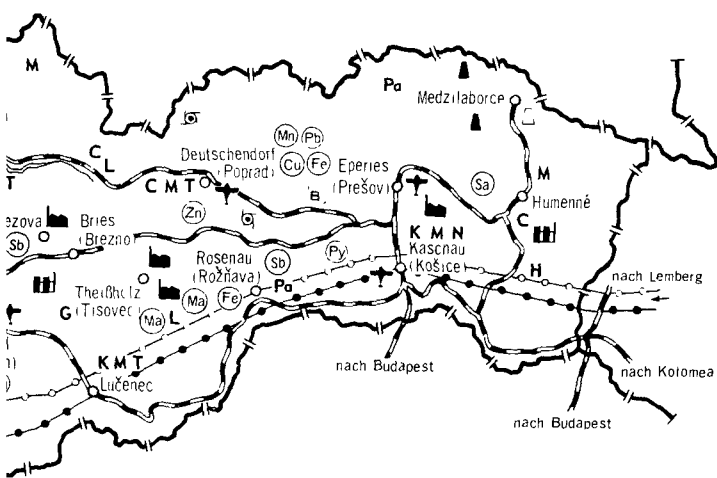 M
Pa
Medzilaborce
Mn
Pb
Deutschendorf
(Poprad)
Cu
Fe
Eperies
(Prešov)
C
L
T
C M T
B
Sa
M
Humenné
Zn
C
ezova
Bries
(Brezno)
Sb
K M N
Kaschau
(Košice)
Rosenau
(Rožňava)
Sb
Py
H
nach Lemberg
Theißholz
(Tisovec)
Pa
Ma
Fe
G
Ma
L
K M T
Lučenec
nach Budapest
nach Kolomea
nach Budapest